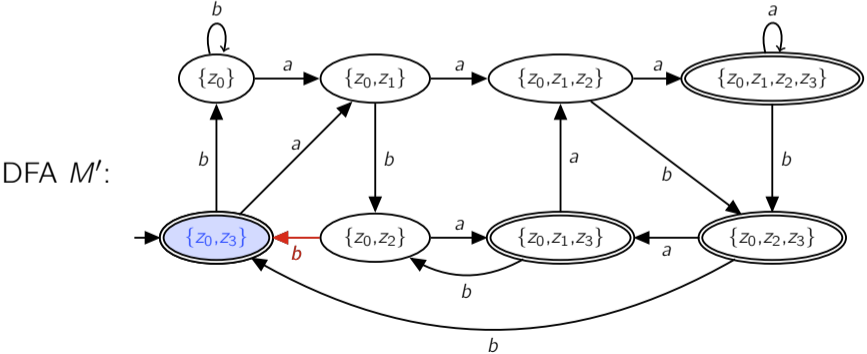 b a
a a a
{z₀} {z₀,z₁} {z₀,z₁,z₂} {z₀,z₁,z₂,z₃}
b a b a b b
DFA M′:
{z₀,z₃} {z₀,z₂} {z₀,z₁,z₃} {z₀,z₂,z₃}
b a a
b
b